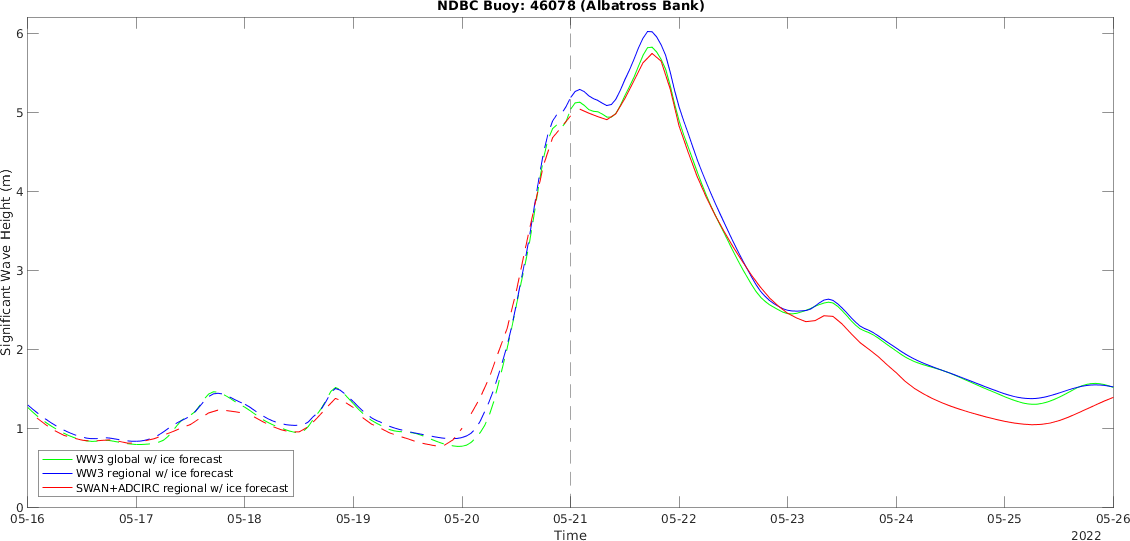 NDBC Buoy: 46078 (Albatross Bank)
6
5
4
3
2
1
0
Significant Wave Height (m)
WW3 global w/ ice forecast
WW3 regional w/ ice forecast
SWAN+ADCIRC regional w/ ice forecast
05-16 05-17 05-18 05-19 05-20 05-21 05-22 05-23 05-24 05-25 05-26
Time
2022